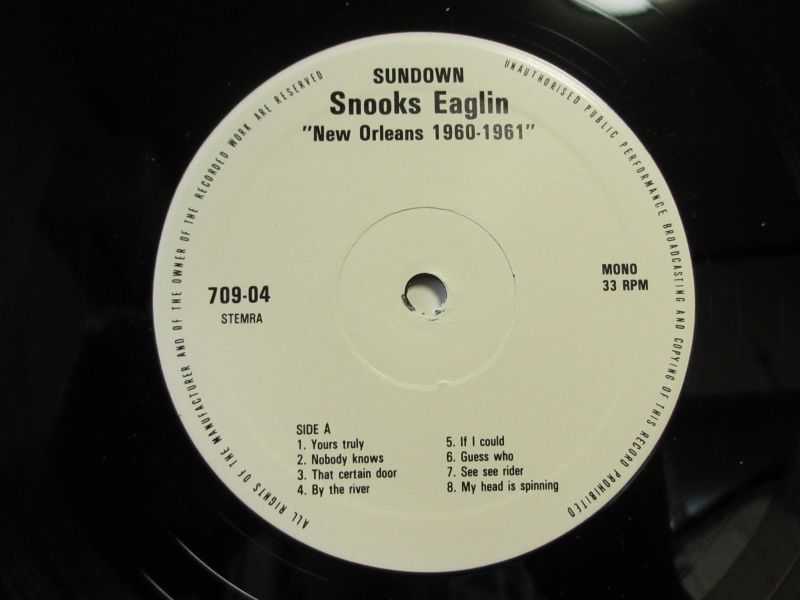 SUNDOWN
Snooks Eaglin
"New Orleans 1960-1961"
709-04
STEMRA
MONO
33 RPM
SIDE A
1. Yours truly
2. Nobody knows
3. That certain door
4. By the river
5. If I could
6. Guess who
7. See see rider
8. My head is spinning
ALL RIGHTS OF THE MANUFACTURER AND OF THE OWNER OF THE RECORDED WORK ARE RESERVED
UNAUTHORISED PUBLIC PERFORMANCE BROADCASTING AND COPYING OF THIS RECORD PROHIBITED